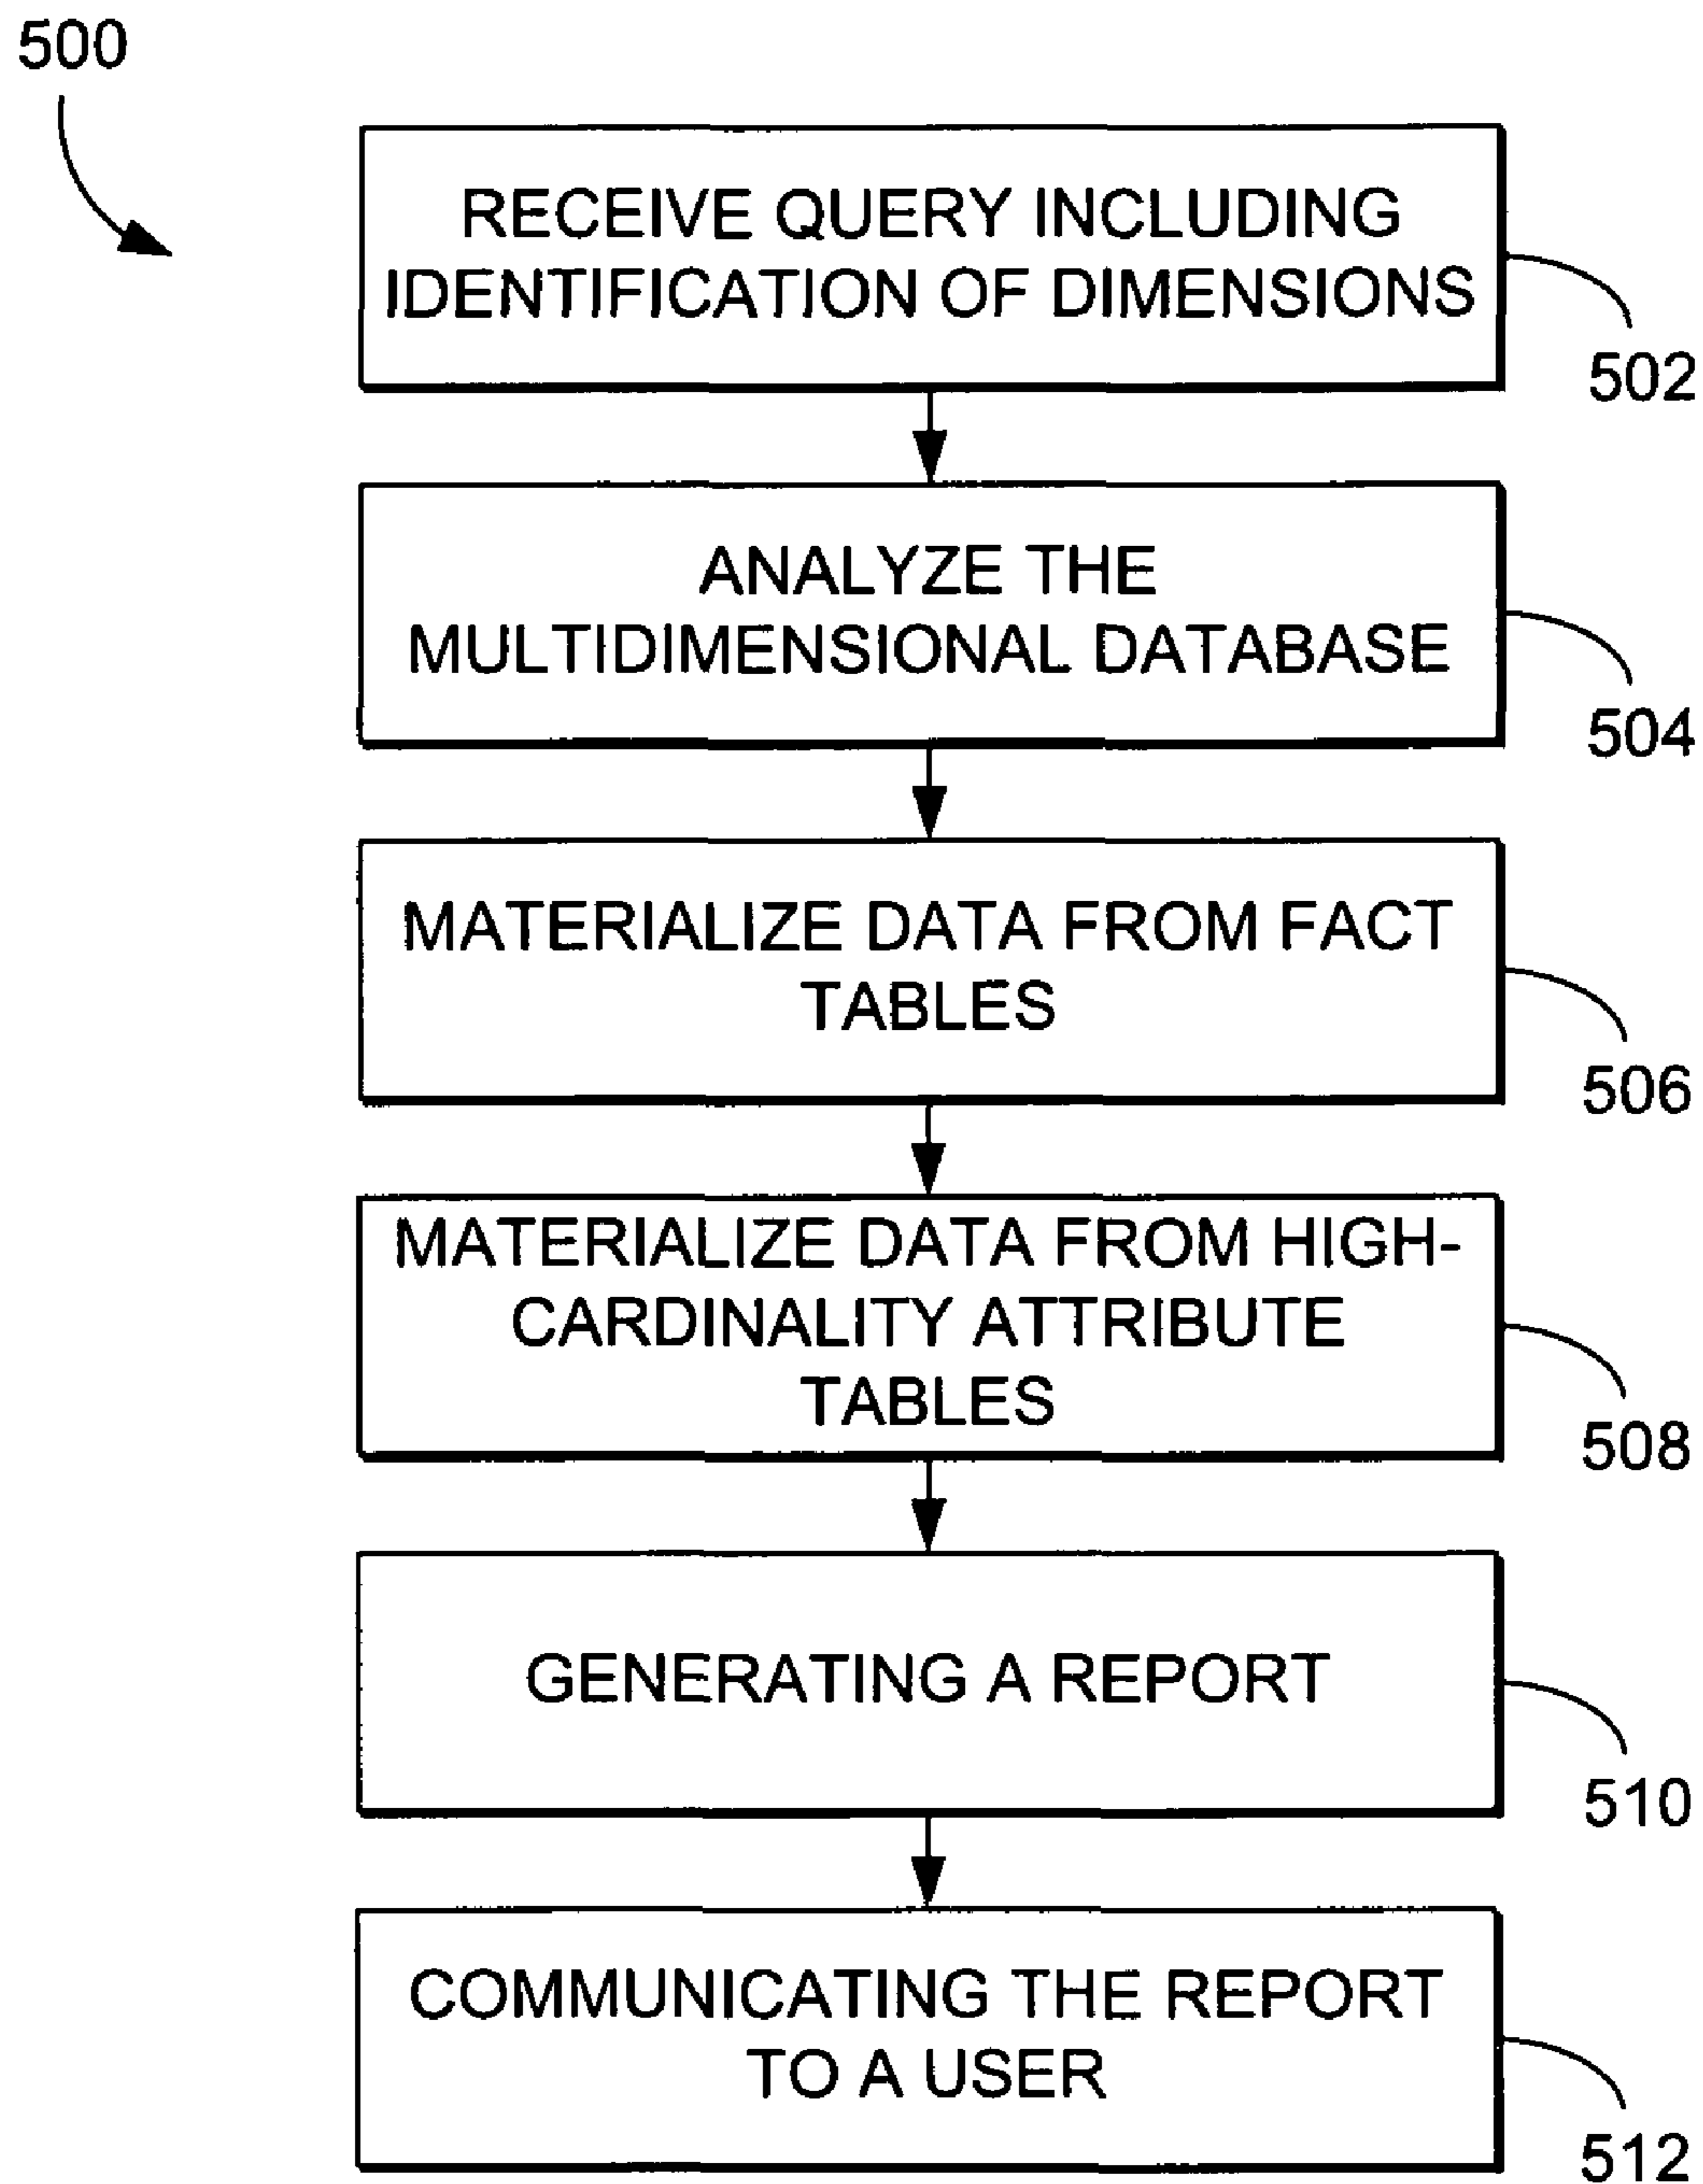 500
RECEIVE QUERY INCLUDING
IDENTIFICATION OF DIMENSIONS
502
ANALYZE THE
MULTIDIMENSIONAL DATABASE
504
MATERIALIZE DATA FROM FACT
TABLES
506
MATERIALIZE DATA FROM HIGH-
CARDINALITY ATTRIBUTE
TABLES
508
GENERATING A REPORT
510
COMMUNICATING THE REPORT
TO A USER
512